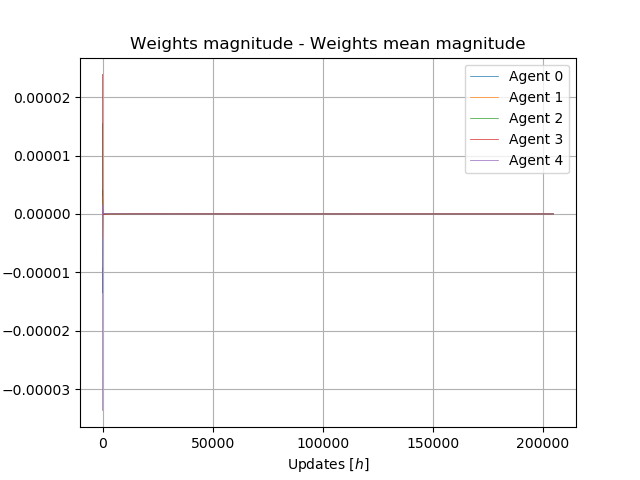 Weights magnitude - Weights mean magnitude
Agent 0
Agent 1
Agent 2
Agent 3
Agent 4
0.00002
0.00001
0.00000
−0.00001
−0.00002
−0.00003
0
50000
100000
150000
200000
Updates [h]